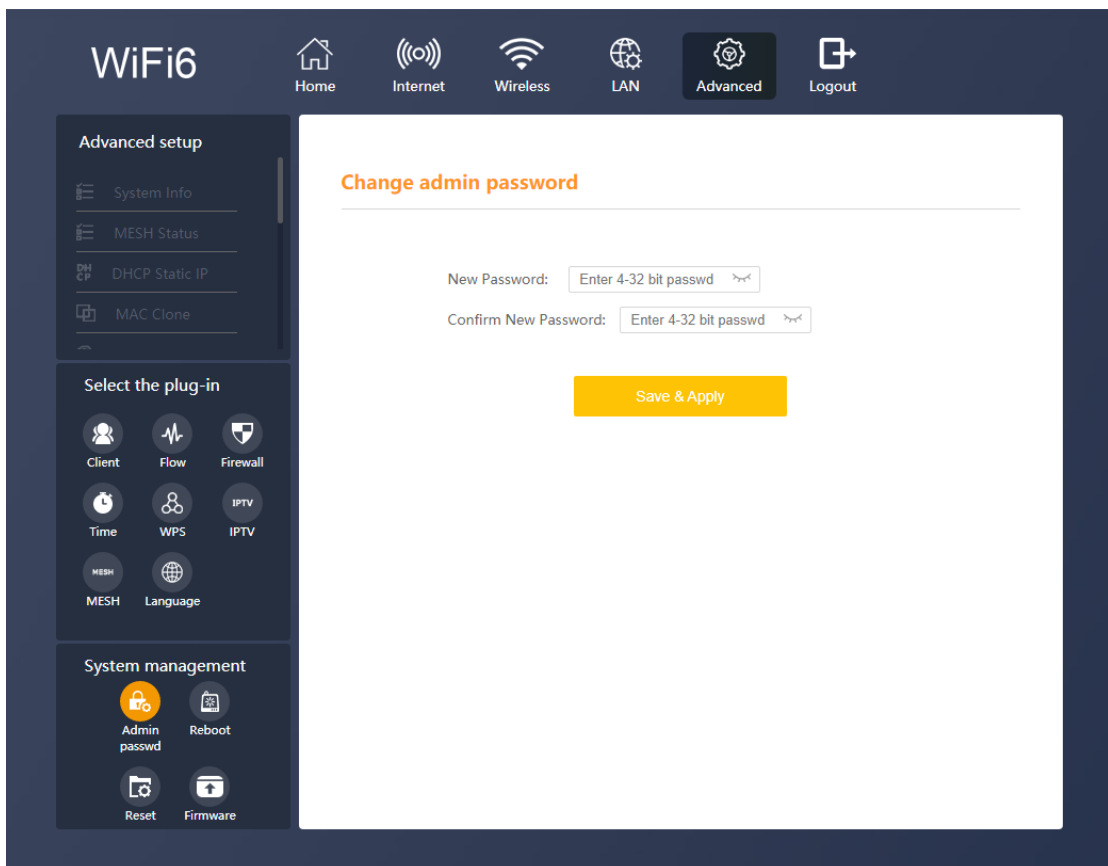 WiFi6
Home Internet Wireless LAN Advanced Logout
Advanced setup
System Info
MESH Status
DHCP DHCP Static IP
MAC Clone
Select the plug-in
Client Flow Firewall
IPTV
Time WPS IPTV
MESH
MESH Language
System management
Admin passwd Reboot
Reset Firmware
Change admin password
New Password: Enter 4-32 bit passwd
Confirm New Password: Enter 4-32 bit passwd
Save & Apply